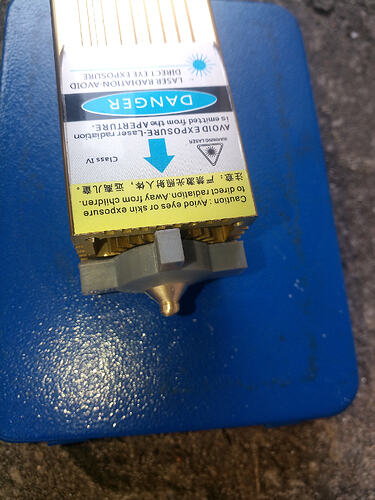 Caution : Aviod eyes or skin exposure
to direct radiation.Away from children.
注意：严禁激光照射人体，远离儿童。
WARNING LASER
Class IV
AVOID EXPOSURE-Laser radiation
is emitted from the APERTURE.
DANGER
LASER RADIATION-AVOID
DIRECT EYE EXPOSURE